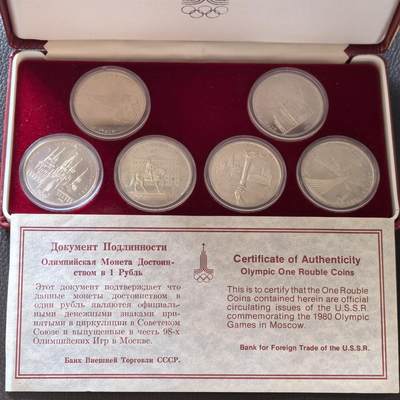 Документ Подлинности
Олимпийская Монета Достоин-
ством в 1 Рубль
Этот документ подтверждает что
данные монеты достоинством в
один рубль являются официаль-
ными денежными знаками при-
нятыми в циркуляции в Советском
Союзе и выпущенные в честь 98-х
Олимпийских Игр в Москве.
Банк Внешней Торговли СССР.
Certificate of Authenticity
Olympic One Rouble Coins
This is to certify that the One Rouble
Coins contained herein are official
circulating issues of the U.S.S.R.
commemorating the 1980 Olympic
Games in Moscow.
Bank for Foreign Trade of the U.S.S.R.